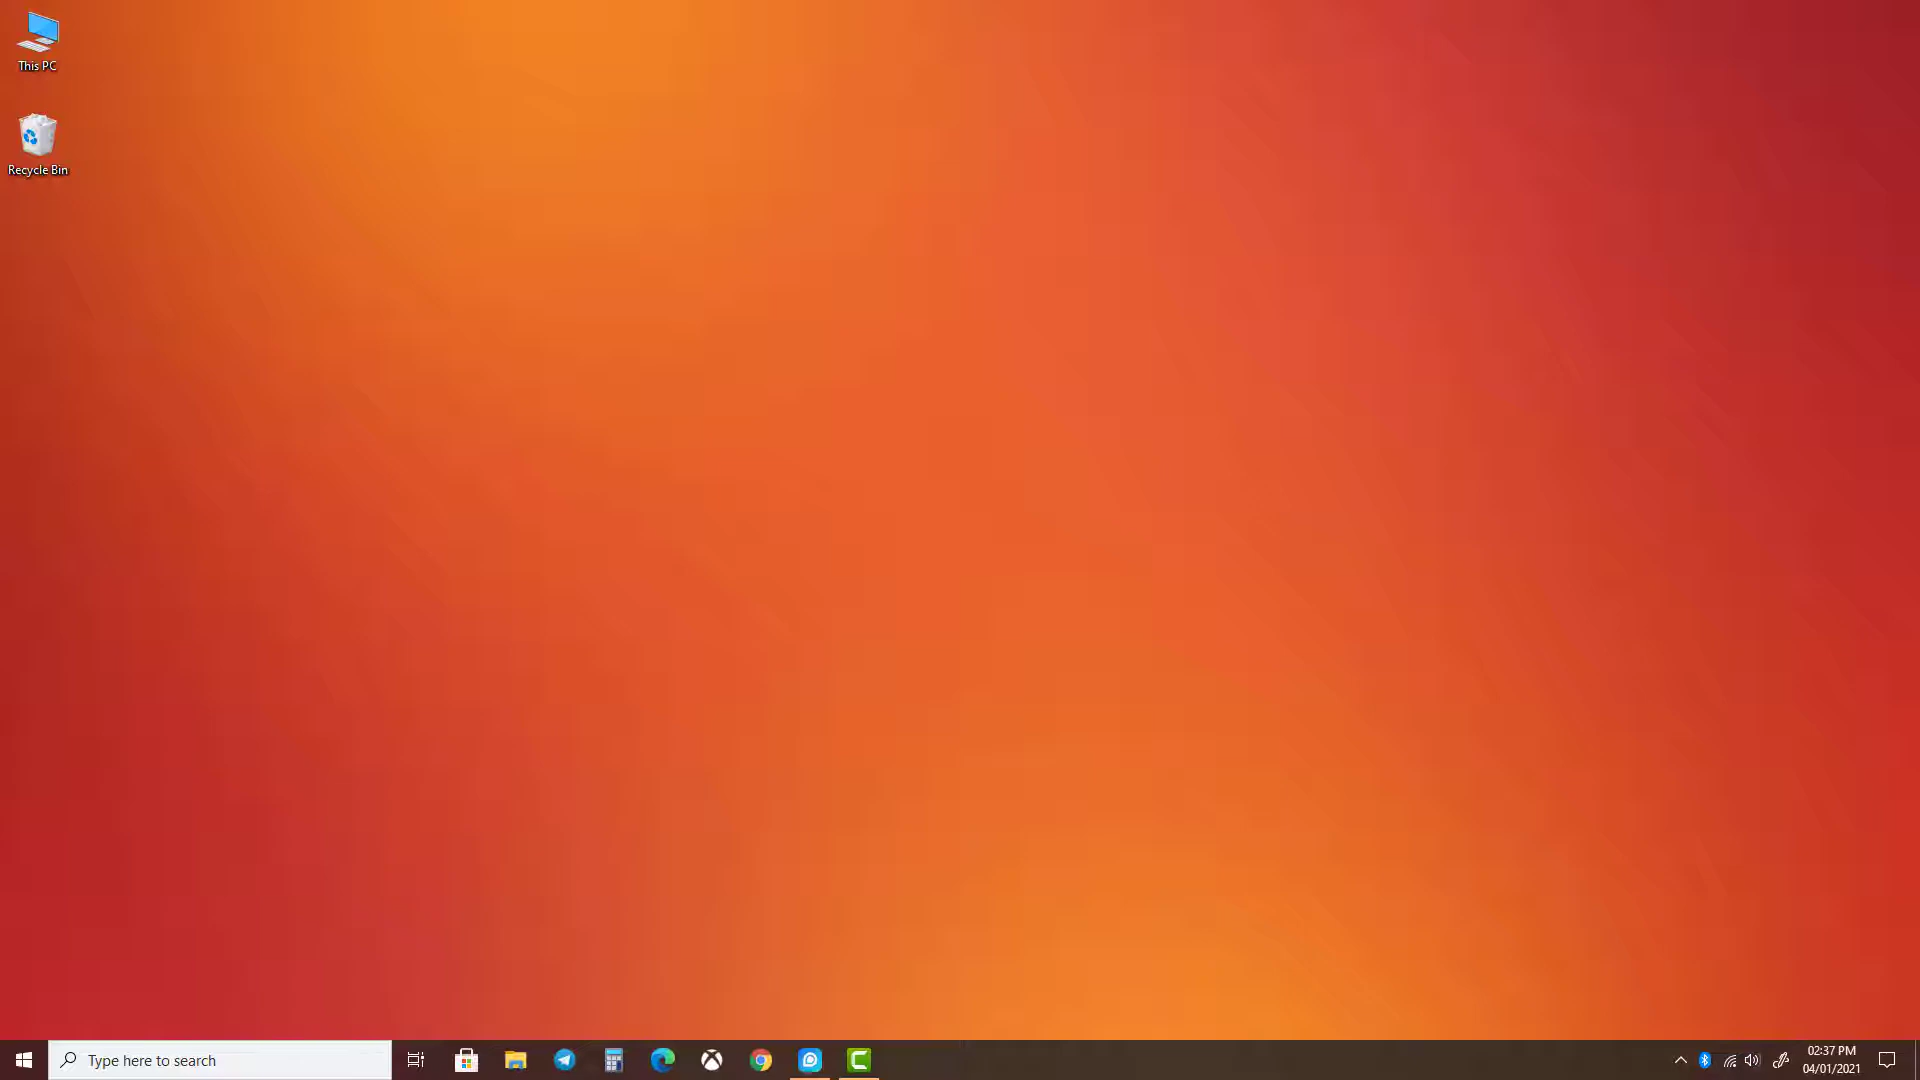 This PC
Recycle Bin
Type here to search
02:37 PM
04/01/2021